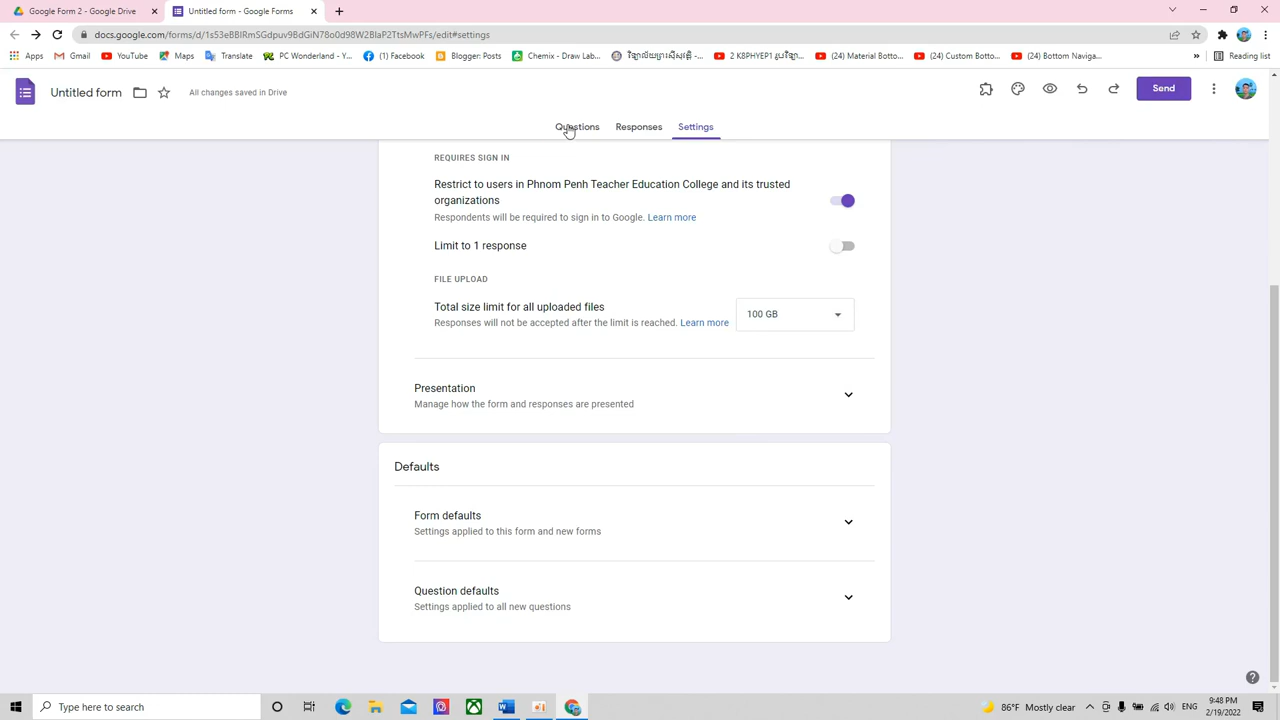 Google Form 2 - Google Drive
Untitled form - Google Forms
docs.google.com/forms/d/1s53eBBIRmSGdpuv9BdGiN78o0d98W2BIaP2TtsMwPFs/edit#settings
Apps Gmail YouTube Maps Translate PC Wonderland - Y... (1) Facebook Blogger: Posts Chemix - Draw Lab... (24) Material Botto... (24) Custom Botto... (24) Bottom Naviga... » Reading list
Untitled form All changes saved in Drive Send
Questions Responses Settings
REQUIRES SIGN IN
Restrict to users in Phnom Penh Teacher Education College and its trusted
organizations
Respondents will be required to sign in to Google. Learn more
Limit to 1 response
FILE UPLOAD
Total size limit for all uploaded files
Responses will not be accepted after the limit is reached. Learn more
100 GB
Presentation
Manage how the form and responses are presented
Defaults
Form defaults
Settings applied to this form and new forms
Question defaults
Settings applied to all new questions
Type here to search
86°F Mostly clear
ENG
9:48 PM
2/19/2022